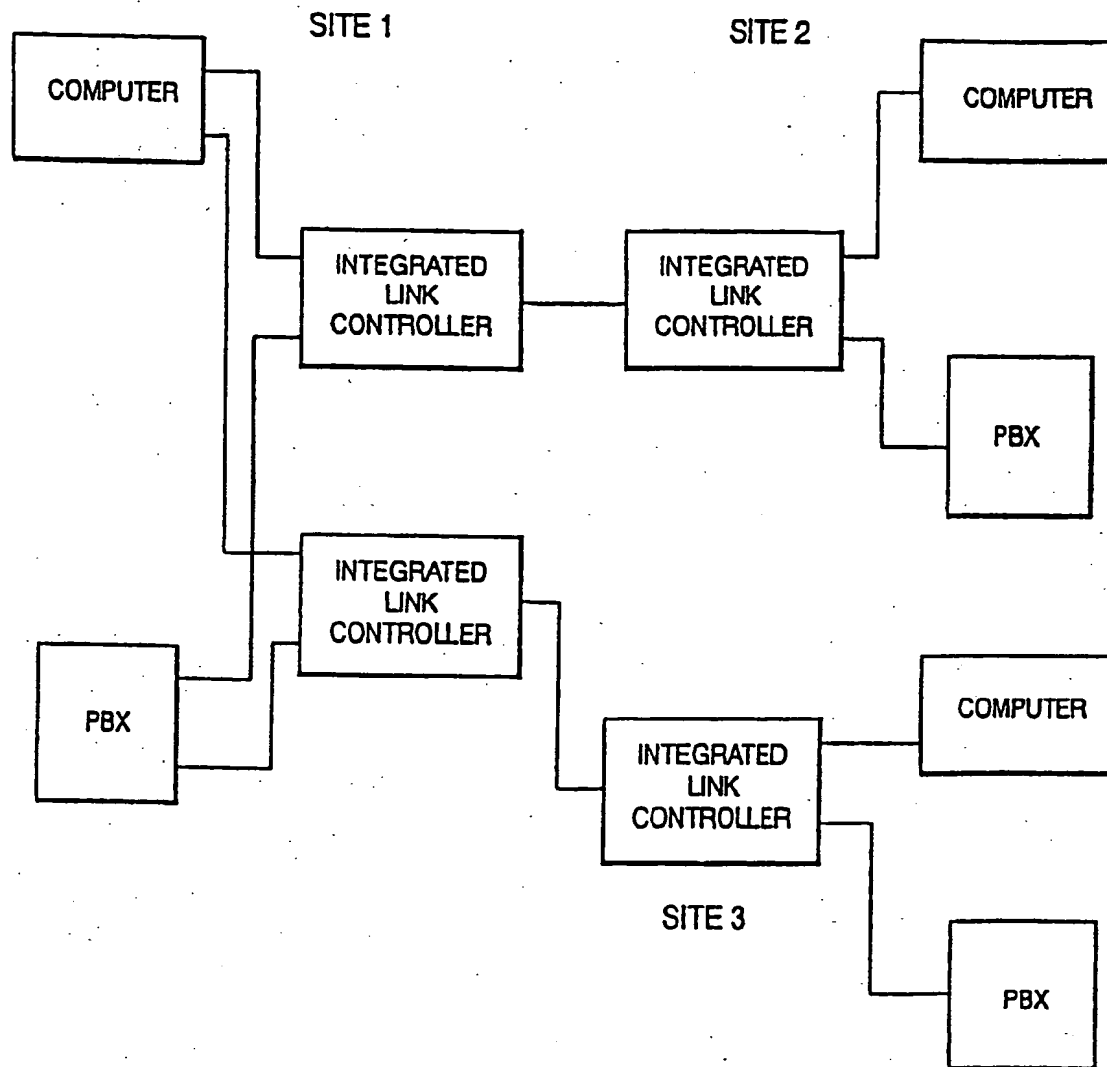 SITE 1
SITE 2
COMPUTER
COMPUTER
INTEGRATED
LINK
CONTROLLER
INTEGRATED
LINK
CONTROLLER
PBX
INTEGRATED
LINK
CONTROLLER
PBX
COMPUTER
INTEGRATED
LINK
CONTROLLER
SITE 3
PBX